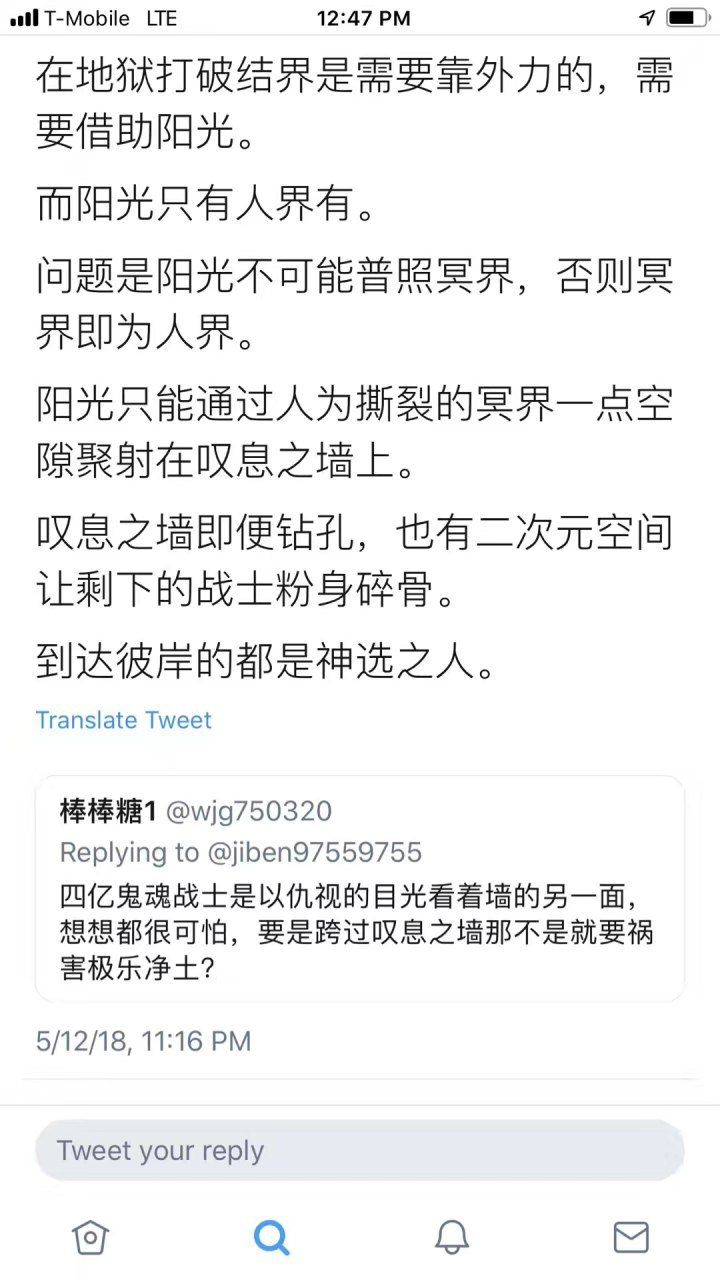 T-Mobile LTE 12:47 PM
在地狱打破结界是需要靠外力的，需
要借助阳光。
而阳光只有人界有。
问题是阳光不可能普照冥界，否则冥
界即为人界。
阳光只能通过人为撕裂的冥界一点空
隙聚射在叹息之墙上。
叹息之墙即便钻孔，也有二次元空间
让剩下的战士粉身碎骨。
到达彼岸的都是神选之人。
Translate Tweet
棒棒糖1 @wjg750320
Replying to @jiben97559755
四亿鬼魂战士是以仇视的目光看着墙的另一面，
想想都很可怕，要是跨过叹息之墙那不是就要祸
害极乐净土?
5/12/18, 11:16 PM
Tweet your reply